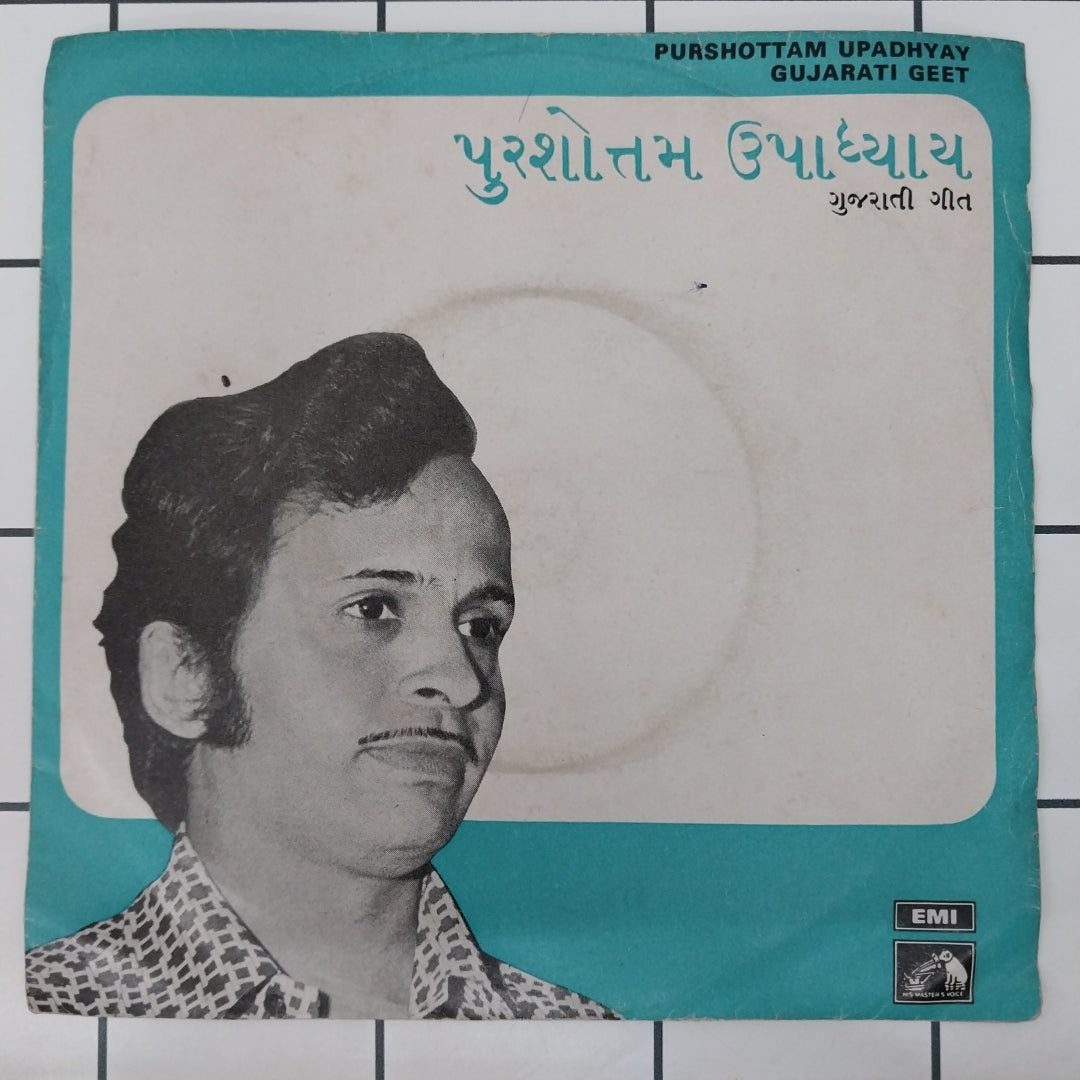 PURSHOTTAM UPADHYAY
GUJARATI GEET
પુરશોત્તમ ઉપાધ્યાય
ગુજરાતી ગીત
EMI
HIS MASTER'S VOICE